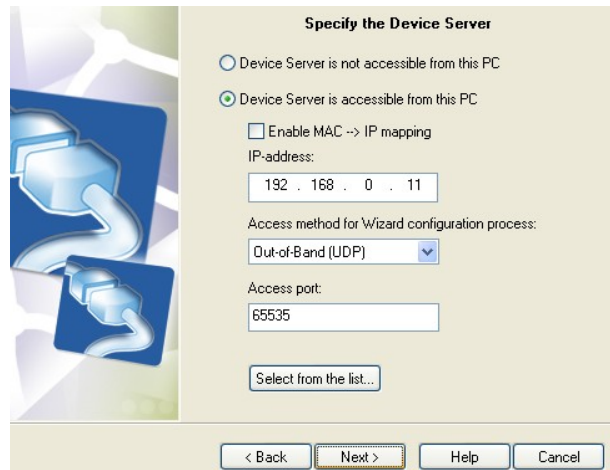 Specify the Device Server
Device Server is not accessible from this PC
Device Server is accessible from this PC
Enable MAC --> IP mapping
IP-address:
192 . 168 . 0 . 11
Access method for Wizard configuration process:
Out-of-Band (UDP)
Access port:
65535
Select from the list...
< Back
Next >
Help
Cancel